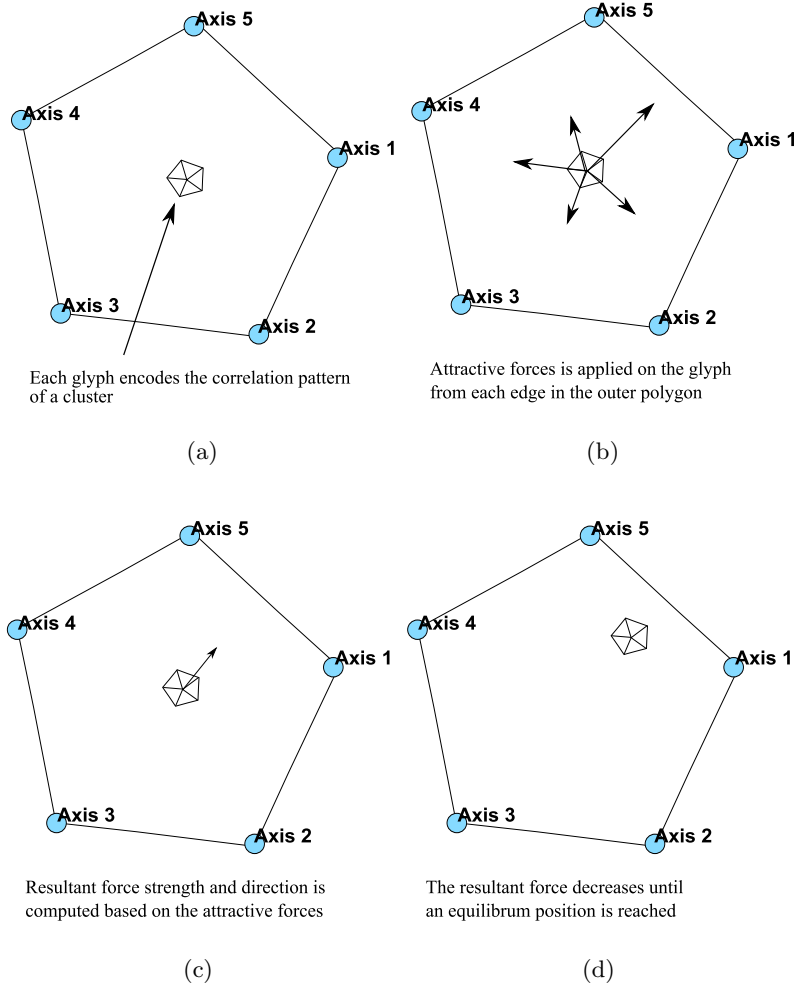 Axis 5
Axis 4
Axis 1
Axis 3
Axis 2
Each glyph encodes the correlation pattern
of a cluster
(a)
Axis 5
Axis 4
Axis 1
Axis 3
Axis 2
Attractive forces is applied on the glyph
from each edge in the outer polygon
(b)
Axis 5
Axis 4
Axis 1
Axis 3
Axis 2
Resultant force strength and direction is
computed based on the attractive forces
(c)
Axis 5
Axis 4
Axis 1
Axis 3
Axis 2
The resultant force decreases until
an equilibrum position is reached
(d)